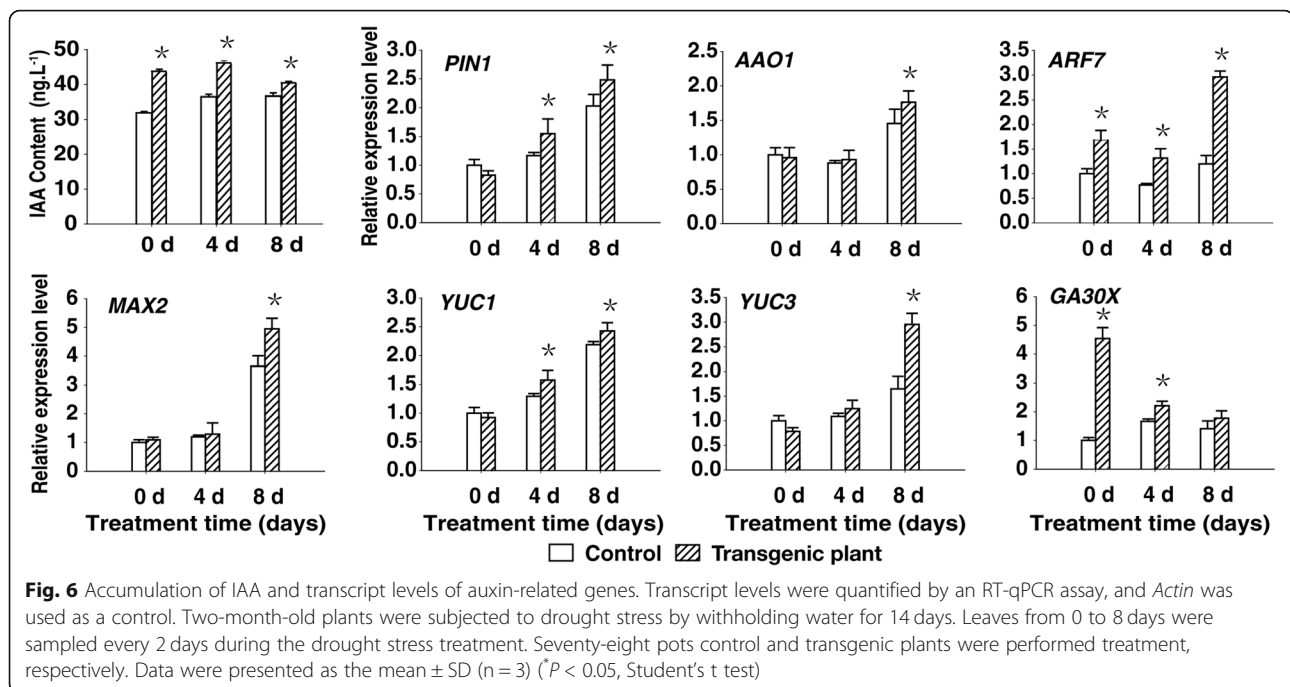 IAA Content (ng.L-1)
50
40
30
20
10
0
* * *
0 d 4 d 8 d
Relative expression level
PIN1
3.0
2.5
2.0
1.5
1.0
0.5
0.0
* *
0 d 4 d 8 d
AAO1
2.5
2.0
1.5
1.0
0.5
0.0
*
0 d 4 d 8 d
ARF7
3.5
3.0
2.5
2.0
1.5
1.0
0.5
0.0
* * *
0 d 4 d 8 d
Relative expression level
MAX2
6
5
4
3
2
1
0
*
0 d 4 d 8 d
Treatment time (days)
YUC1
3.0
2.5
2.0
1.5
1.0
0.5
0.0
* *
0 d 4 d 8 d
Treatment time (days)
YUC3
3.5
3.0
2.5
2.0
1.5
1.0
0.5
0.0
*
0 d 4 d 8 d
Treatment time (days)
GA30X
6
5
4
3
2
1
0
* *
0 d 4 d 8 d
Treatment time (days)
Control Transgenic plant
Fig. 6 Accumulation of IAA and transcript levels of auxin-related genes. Transcript levels were quantified by an RT-qPCR assay, and Actin was
used as a control. Two-month-old plants were subjected to drought stress by withholding water for 14 days. Leaves from 0 to 8 days were
sampled every 2 days during the drought stress treatment. Seventy-eight pots control and transgenic plants were performed treatment,
respectively. Data were presented as the mean ± SD (n = 3) (*P < 0.05, Student's t test)